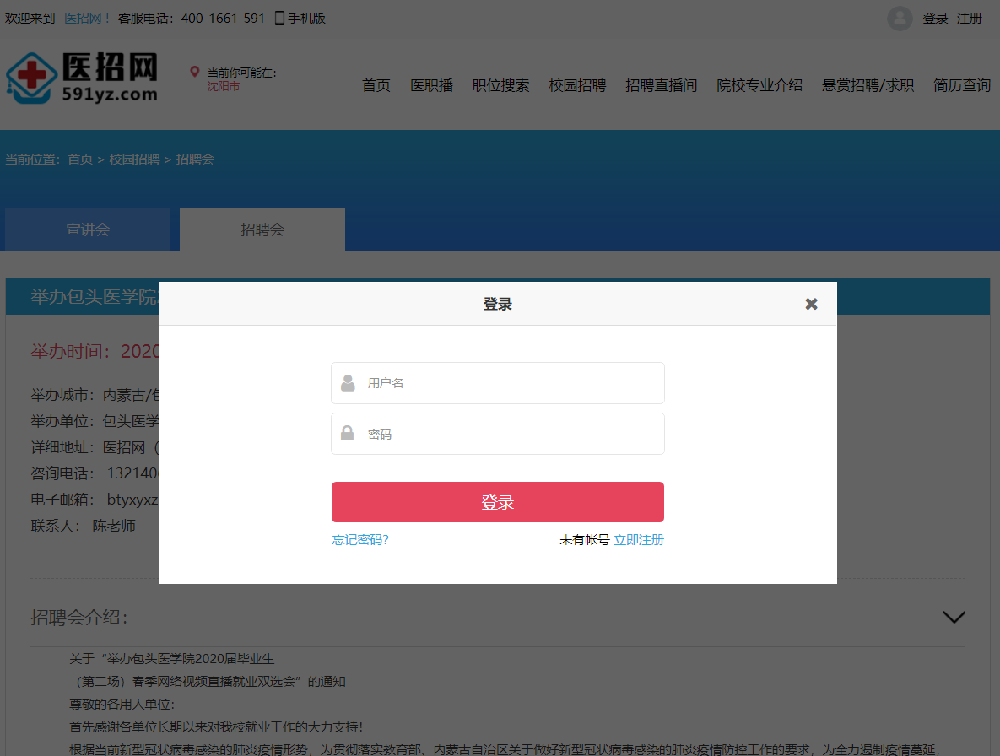 欢迎来到 医招网！ 客服电话：400-1661-591 手机版
登录 注册
医招网
591yz.com
当前你可能在：
沈阳市
首页 医职播 职位搜索 校园招聘 招聘直播间 院校专业介绍 悬赏招聘/求职 简历查询
当前位置：首页 > 校园招聘 > 招聘会
宣讲会 招聘会
举办包头医学院
登录
举办时间：2020
用户名
举办城市：内蒙古/
举办单位：包头医学
密码
详细地址：医招网（
咨询电话： 132140
电子邮箱： btyxyxz
登录
联系人： 陈老师
忘记密码?
未有帐号 立即注册
招聘会介绍：
关于“举办包头医学院2020届毕业生
（第二场）春季网络视频直播就业双选会”的通知
尊敬的各用人单位：
首先感谢各单位长期以来对我校就业工作的大力支持！
根据当前新型冠状病毒感染的肺炎疫情形势，为贯彻落实教育部、内蒙古自治区关于做好新型冠状病毒感染的肺炎疫情防控工作的要求，为全力遏制疫情蔓延，